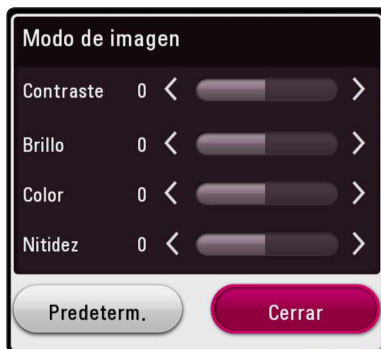 Modo de imagen
Contraste 0
Brillo 0
Color 0
Nitidez 0
Predeterm. Cerrar